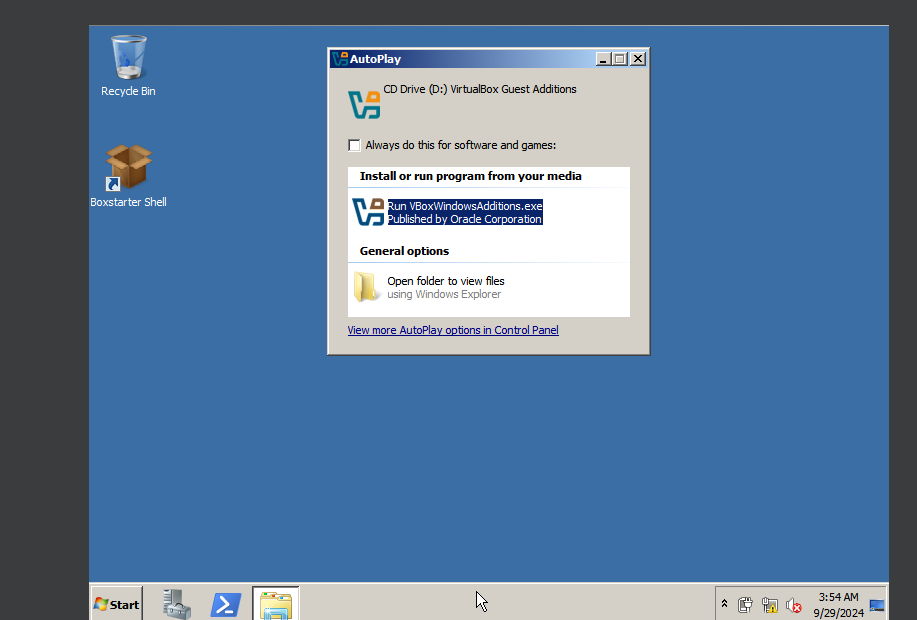 Recycle Bin
Boxstarter Shell
AutoPlay
CD Drive (D:) VirtualBox Guest Additions
Always do this for software and games:
Install or run program from your media
Run VBoxWindowsAdditions.exe
Published by Oracle Corporation
General options
Open folder to view files
using Windows Explorer
View more AutoPlay options in Control Panel
Start
3:54 AM
9/29/2024